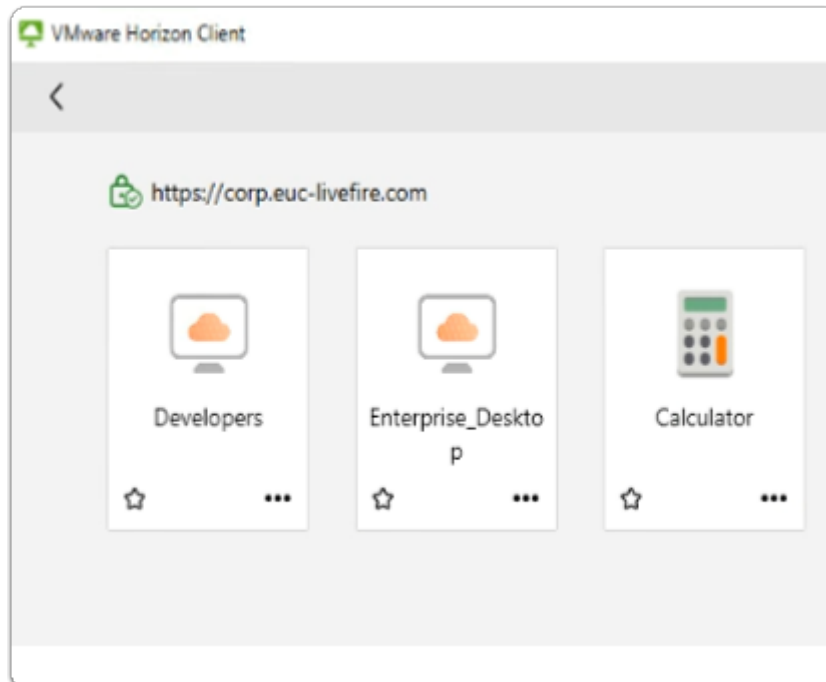 VMware Horizon Client
https://corp.euc-livefire.com
Developers
Enterprise_Deskto
p
Calculator